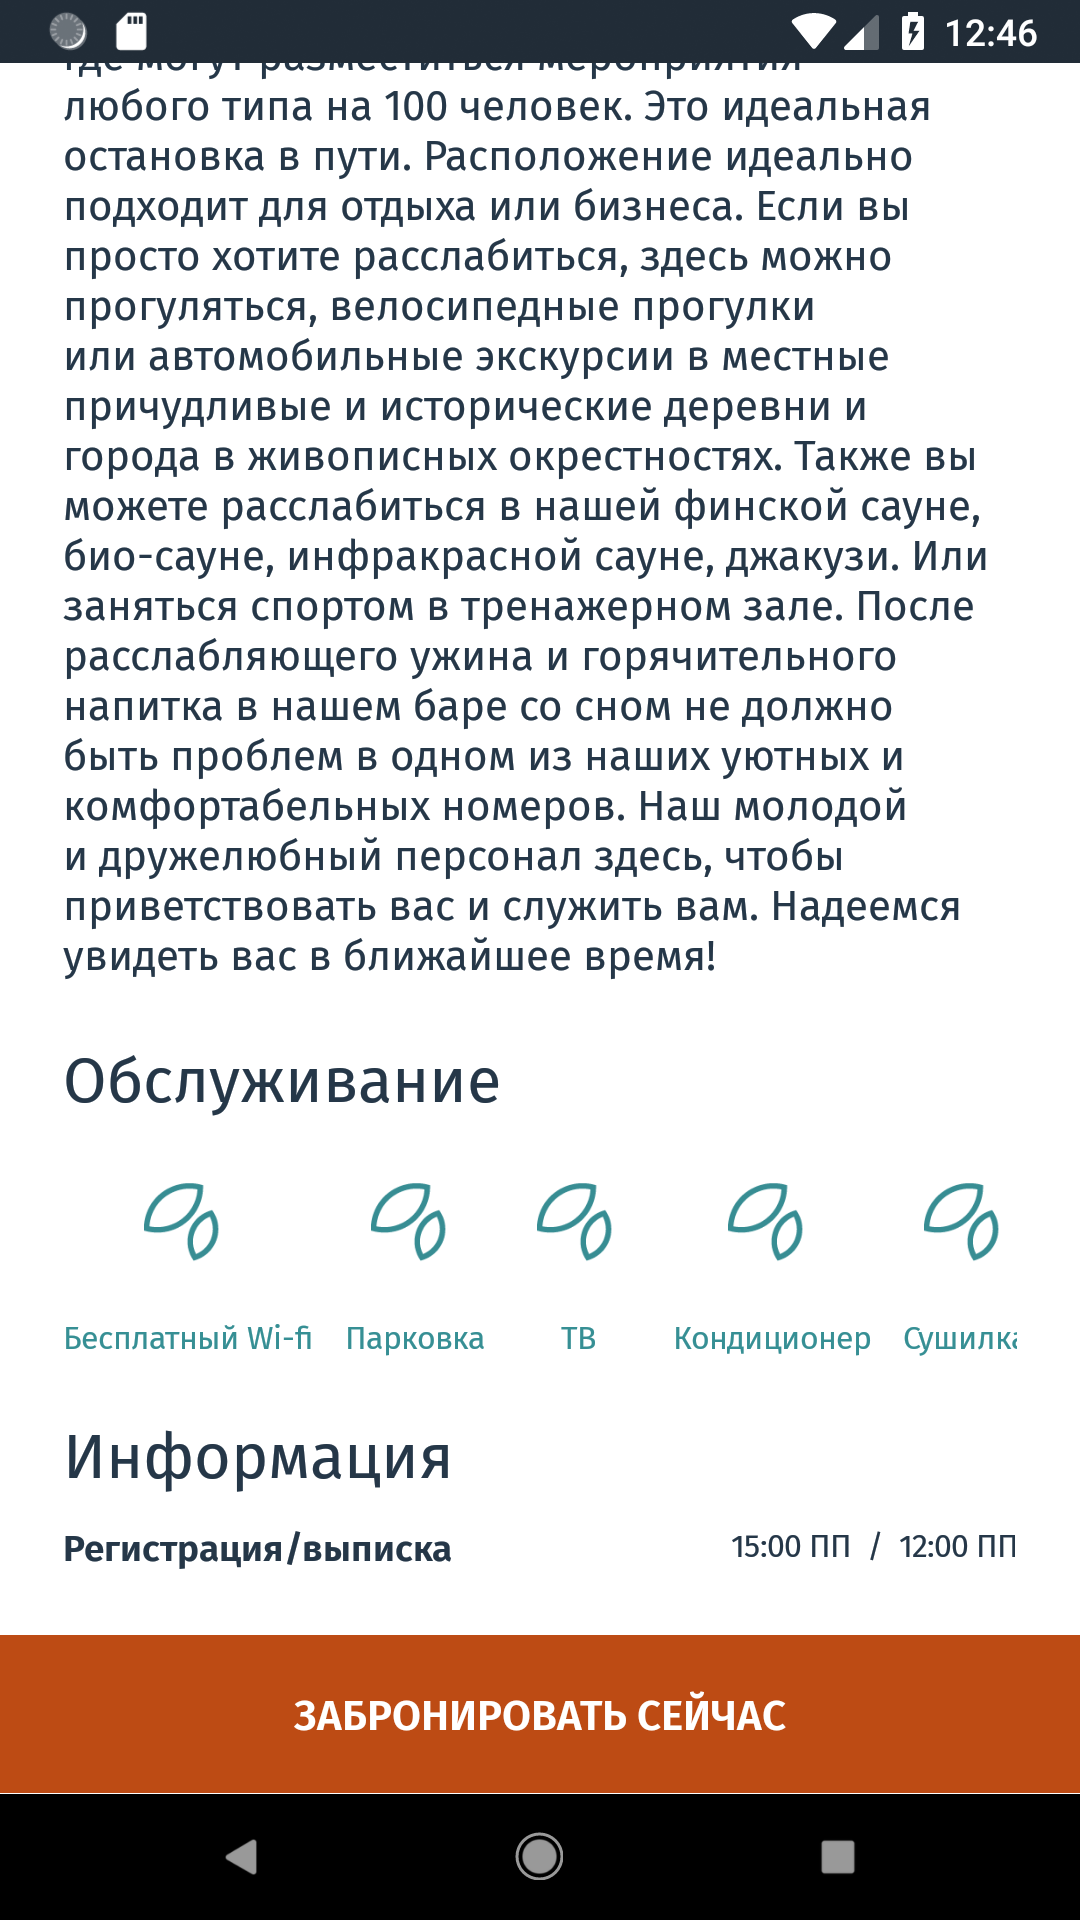 12:46
где могут разместиться мероприятия
любого типа на 100 человек. Это идеальная
остановка в пути. Расположение идеально
подходит для отдыха или бизнеса. Если вы
просто хотите расслабиться, здесь можно
прогуляться, велосипедные прогулки
или автомобильные экскурсии в местные
причудливые и исторические деревни и
города в живописных окрестностях. Также вы
можете расслабиться в нашей финской сауне,
био-сауне, инфракрасной сауне, джакузи. Или
заняться спортом в тренажерном зале. После
расслабляющего ужина и горячительного
напитка в нашем баре со сном не должно
быть проблем в одном из наших уютных и
комфортабельных номеров. Наш молодой
и дружелюбный персонал здесь, чтобы
приветствовать вас и служить вам. Надеемся
увидеть вас в ближайшее время!
Обслуживание
Бесплатный Wi-fi Парковка ТВ Кондиционер Сушилка
Информация
Регистрация/выписка 15:00 ПП / 12:00 ПП
ЗАБРОНИРОВАТЬ СЕЙЧАС